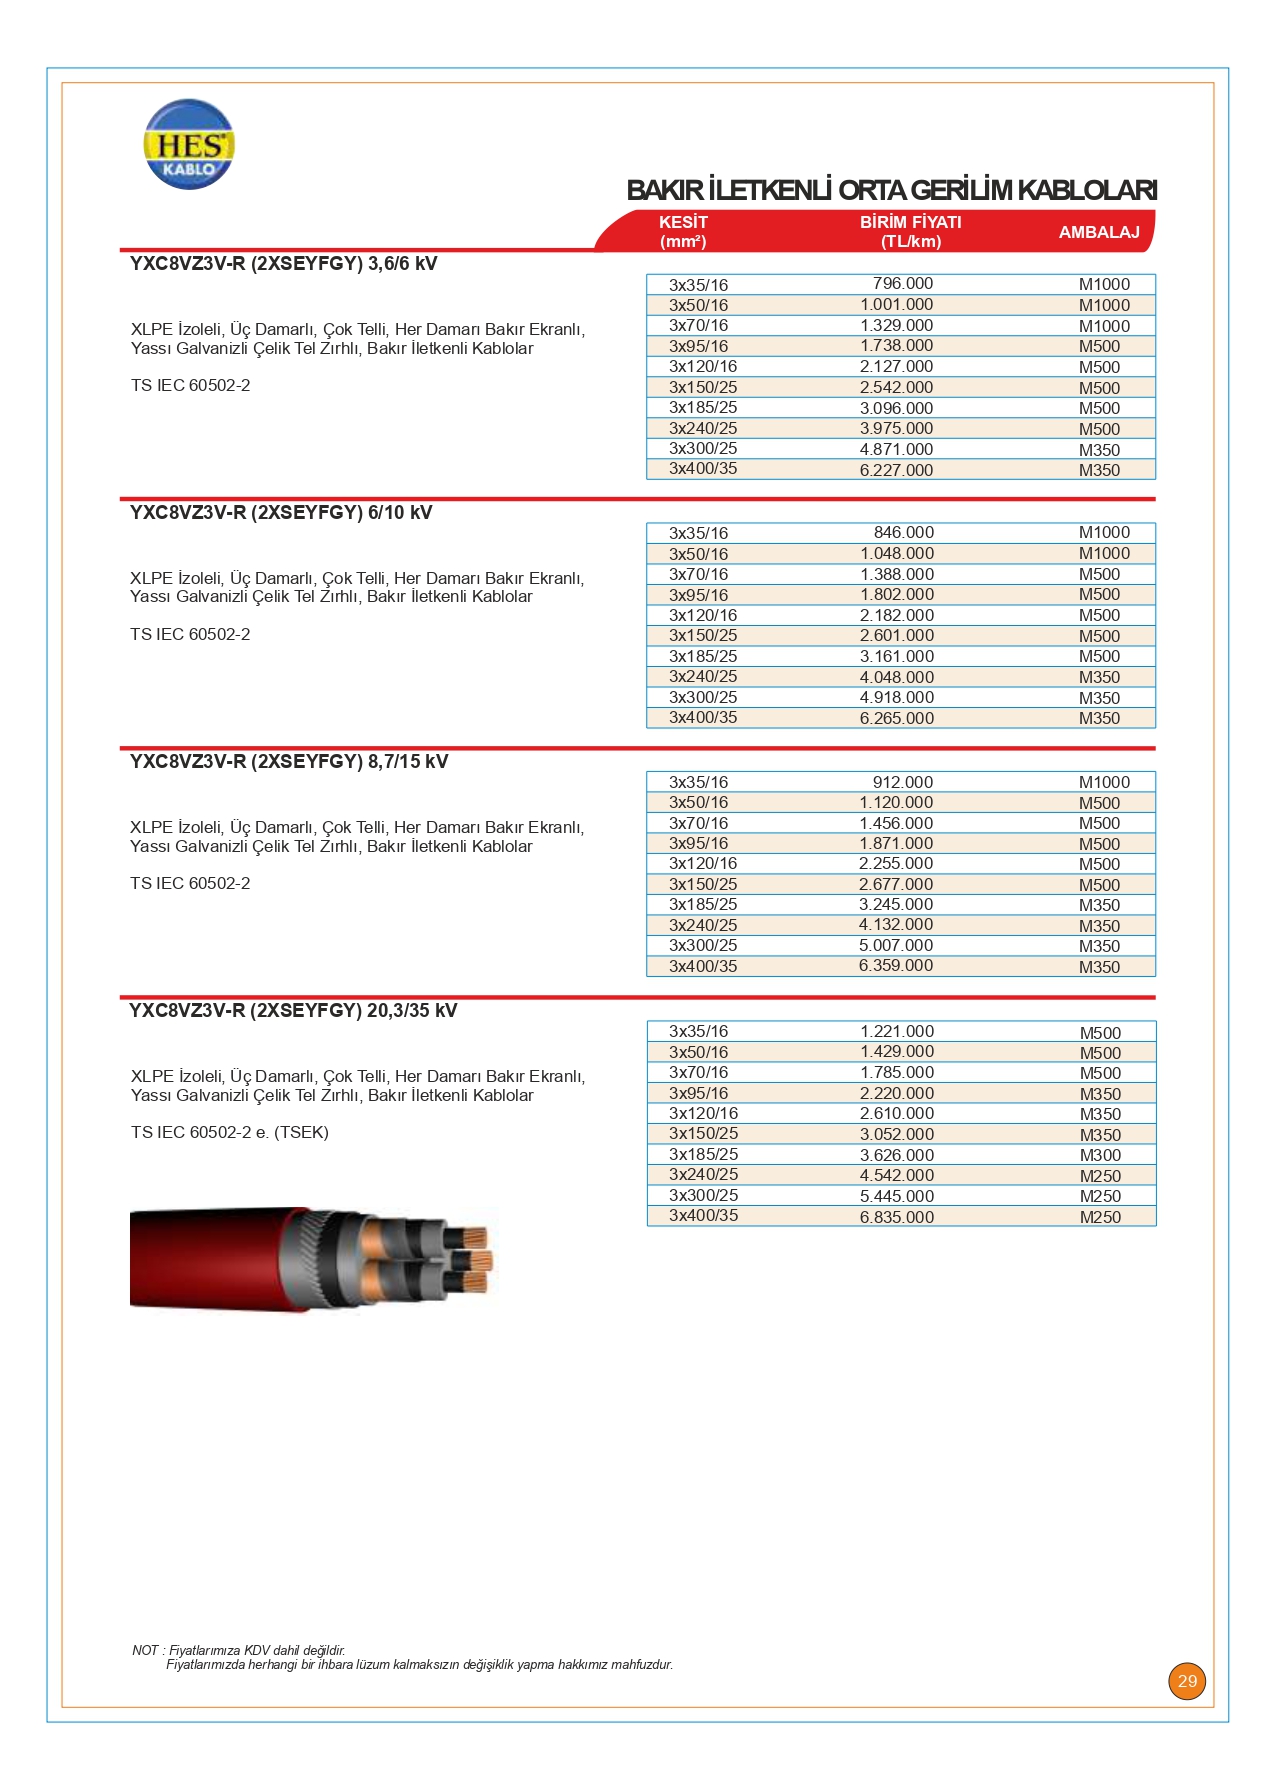 HES
KABLO
BAKIR İLETKENLİ ORTA GERİLİM KABLOLARI
KESİT BİRİM FİYATI AMBALAJ
(mm²) (TL/km)
YXC8VZ3V-R (2XSEYFGY) 3,6/6 kV
XLPE İzoleli, Üç Damarlı, Çok Telli, Her Damarı Bakır Ekranlı,
Yassı Galvanizli Çelik Tel Zırhlı, Bakır İletkenli Kablolar
TS IEC 60502-2
3x35/16 796.000 M1000
3x50/16 1.001.000 M1000
3x70/16 1.329.000 M1000
3x95/16 1.738.000 M500
3x120/16 2.127.000 M500
3x150/25 2.542.000 M500
3x185/25 3.096.000 M500
3x240/25 3.975.000 M500
3x300/25 4.871.000 M350
3x400/35 6.227.000 M350
YXC8VZ3V-R (2XSEYFGY) 6/10 kV
XLPE İzoleli, Üç Damarlı, Çok Telli, Her Damarı Bakır Ekranlı,
Yassı Galvanizli Çelik Tel Zırhlı, Bakır İletkenli Kablolar
TS IEC 60502-2
3x35/16 846.000 M1000
3x50/16 1.048.000 M1000
3x70/16 1.388.000 M500
3x95/16 1.802.000 M500
3x120/16 2.182.000 M500
3x150/25 2.601.000 M500
3x185/25 3.161.000 M500
3x240/25 4.048.000 M350
3x300/25 4.918.000 M350
3x400/35 6.265.000 M350
YXC8VZ3V-R (2XSEYFGY) 8,7/15 kV
XLPE İzoleli, Üç Damarlı, Çok Telli, Her Damarı Bakır Ekranlı,
Yassı Galvanizli Çelik Tel Zırhlı, Bakır İletkenli Kablolar
TS IEC 60502-2
3x35/16 912.000 M1000
3x50/16 1.120.000 M500
3x70/16 1.456.000 M500
3x95/16 1.871.000 M500
3x120/16 2.255.000 M500
3x150/25 2.677.000 M500
3x185/25 3.245.000 M350
3x240/25 4.132.000 M350
3x300/25 5.007.000 M350
3x400/35 6.359.000 M350
YXC8VZ3V-R (2XSEYFGY) 20,3/35 kV
XLPE İzoleli, Üç Damarlı, Çok Telli, Her Damarı Bakır Ekranlı,
Yassı Galvanizli Çelik Tel Zırhlı, Bakır İletkenli Kablolar
TS IEC 60502-2 e. (TSEK)
3x35/16 1.221.000 M500
3x50/16 1.429.000 M500
3x70/16 1.785.000 M500
3x95/16 2.220.000 M350
3x120/16 2.610.000 M350
3x150/25 3.052.000 M350
3x185/25 3.626.000 M300
3x240/25 4.542.000 M250
3x300/25 5.445.000 M250
3x400/35 6.835.000 M250
NOT : Fiyatlarımıza KDV dahil değildir.
Fiyatlarımızda herhangi bir ihbara lüzum kalmaksızın değişiklik yapma hakkımız mahfuzdur.
29